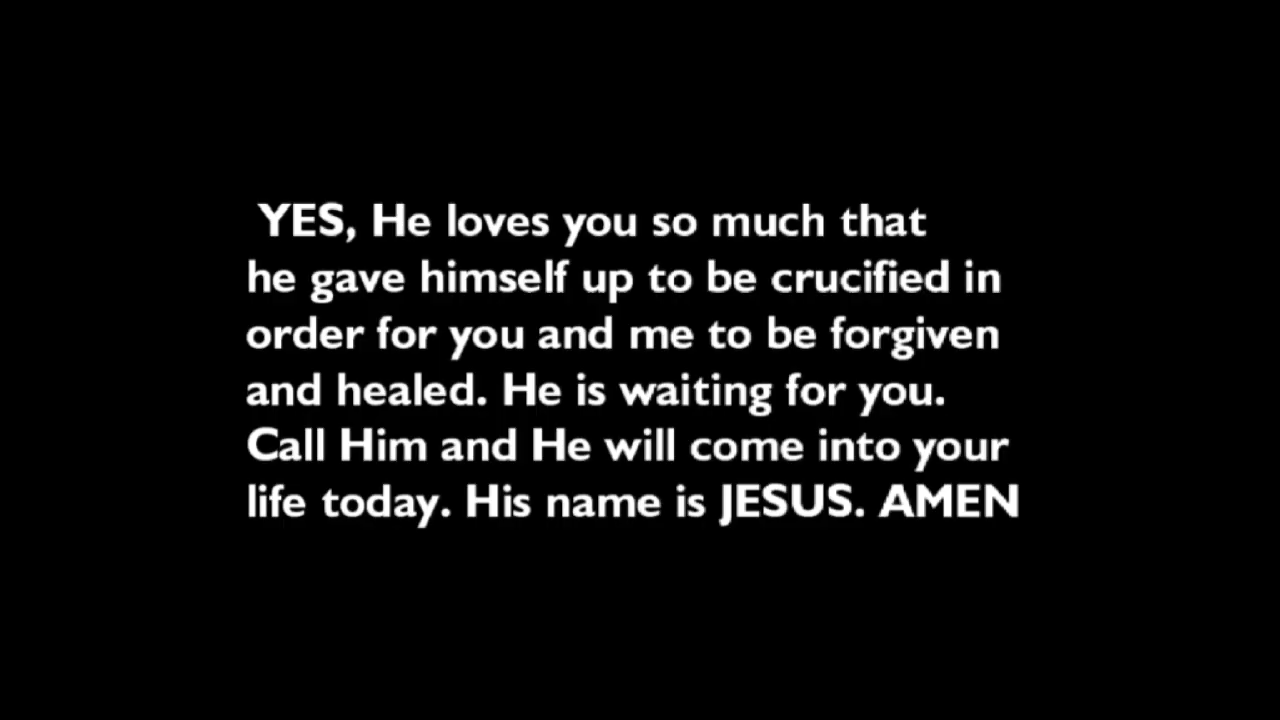 YES, He loves you so much that
he gave himself up to be crucified in
order for you and me to be forgiven
and healed. He is waiting for you.
Call Him and He will come into your
life today. His name is JESUS. AMEN